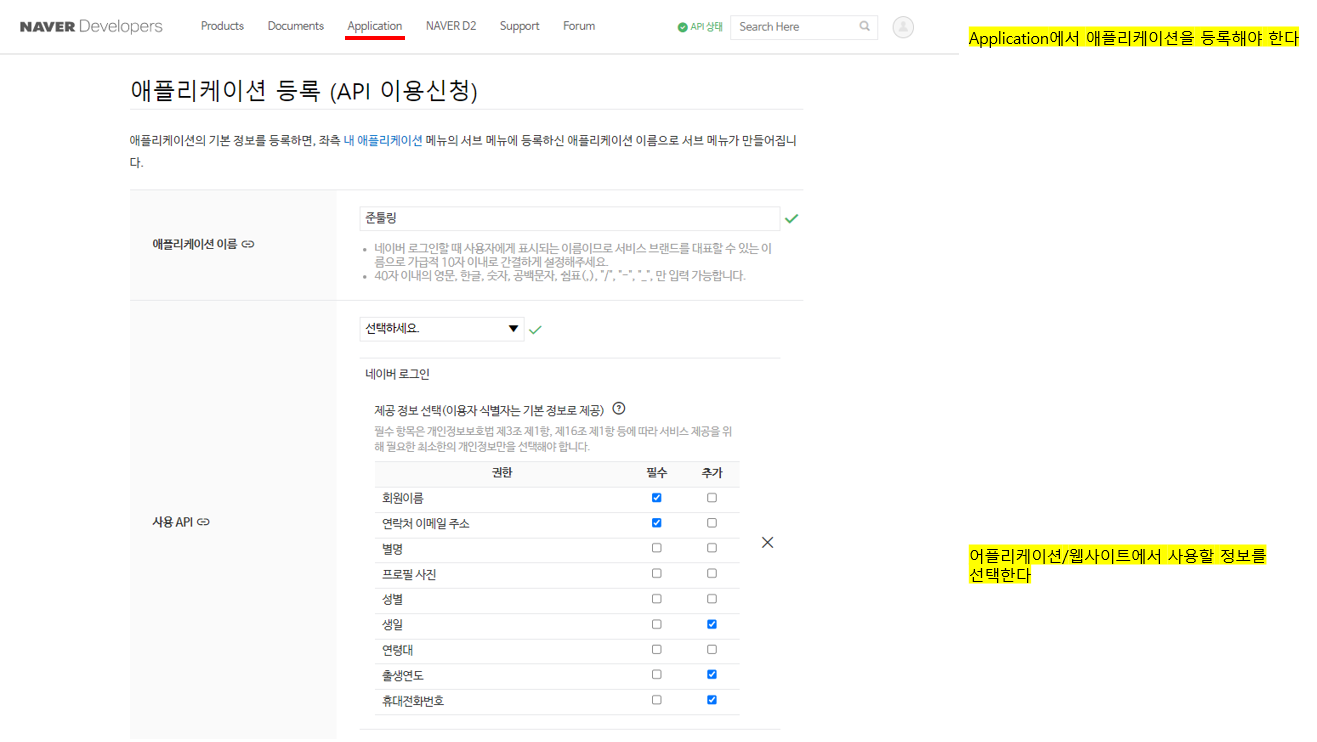 NAVER Developers
Products
Documents
Application
NAVER D2
Support
Forum
API 상태
Search Here
Application에서 애플리케이션을 등록해야 한다
애플리케이션 등록 (API 이용신청)
애플리케이션의 기본 정보를 등록하면, 좌측 내 애플리케이션 메뉴의 서브 메뉴에 등록하신 애플리케이션 이름으로 서브 메뉴가 만들어집니
다.
애플리케이션 이름
준툴링
네이버 로그인할 때 사용자에게 표시되는 이름이므로 서비스 브랜드를 대표할 수 있는 이
름으로 가급적 10자 이내로 간결하게 설정해주세요.
40자 이내의 영문, 한글, 숫자, 공백문자, 쉼표(,), "/", "-", "_", 만 입력 가능합니다.
사용 API
선택하세요.
네이버 로그인
제공 정보 선택(이용자 식별자는 기본 정보로 제공)
필수 항목은 개인정보보호법 제3조 제1항, 제16조 제1항 등에 따라 서비스 제공을 위
해 필요한 최소한의 개인정보만을 선택해야 합니다.
권한 필수 추가
회원이름
연락처 이메일 주소
별명
프로필 사진
성별
생일
연령대
출생연도
휴대전화번호
어플리케이션/웹사이트에서 사용할 정보를
선택한다